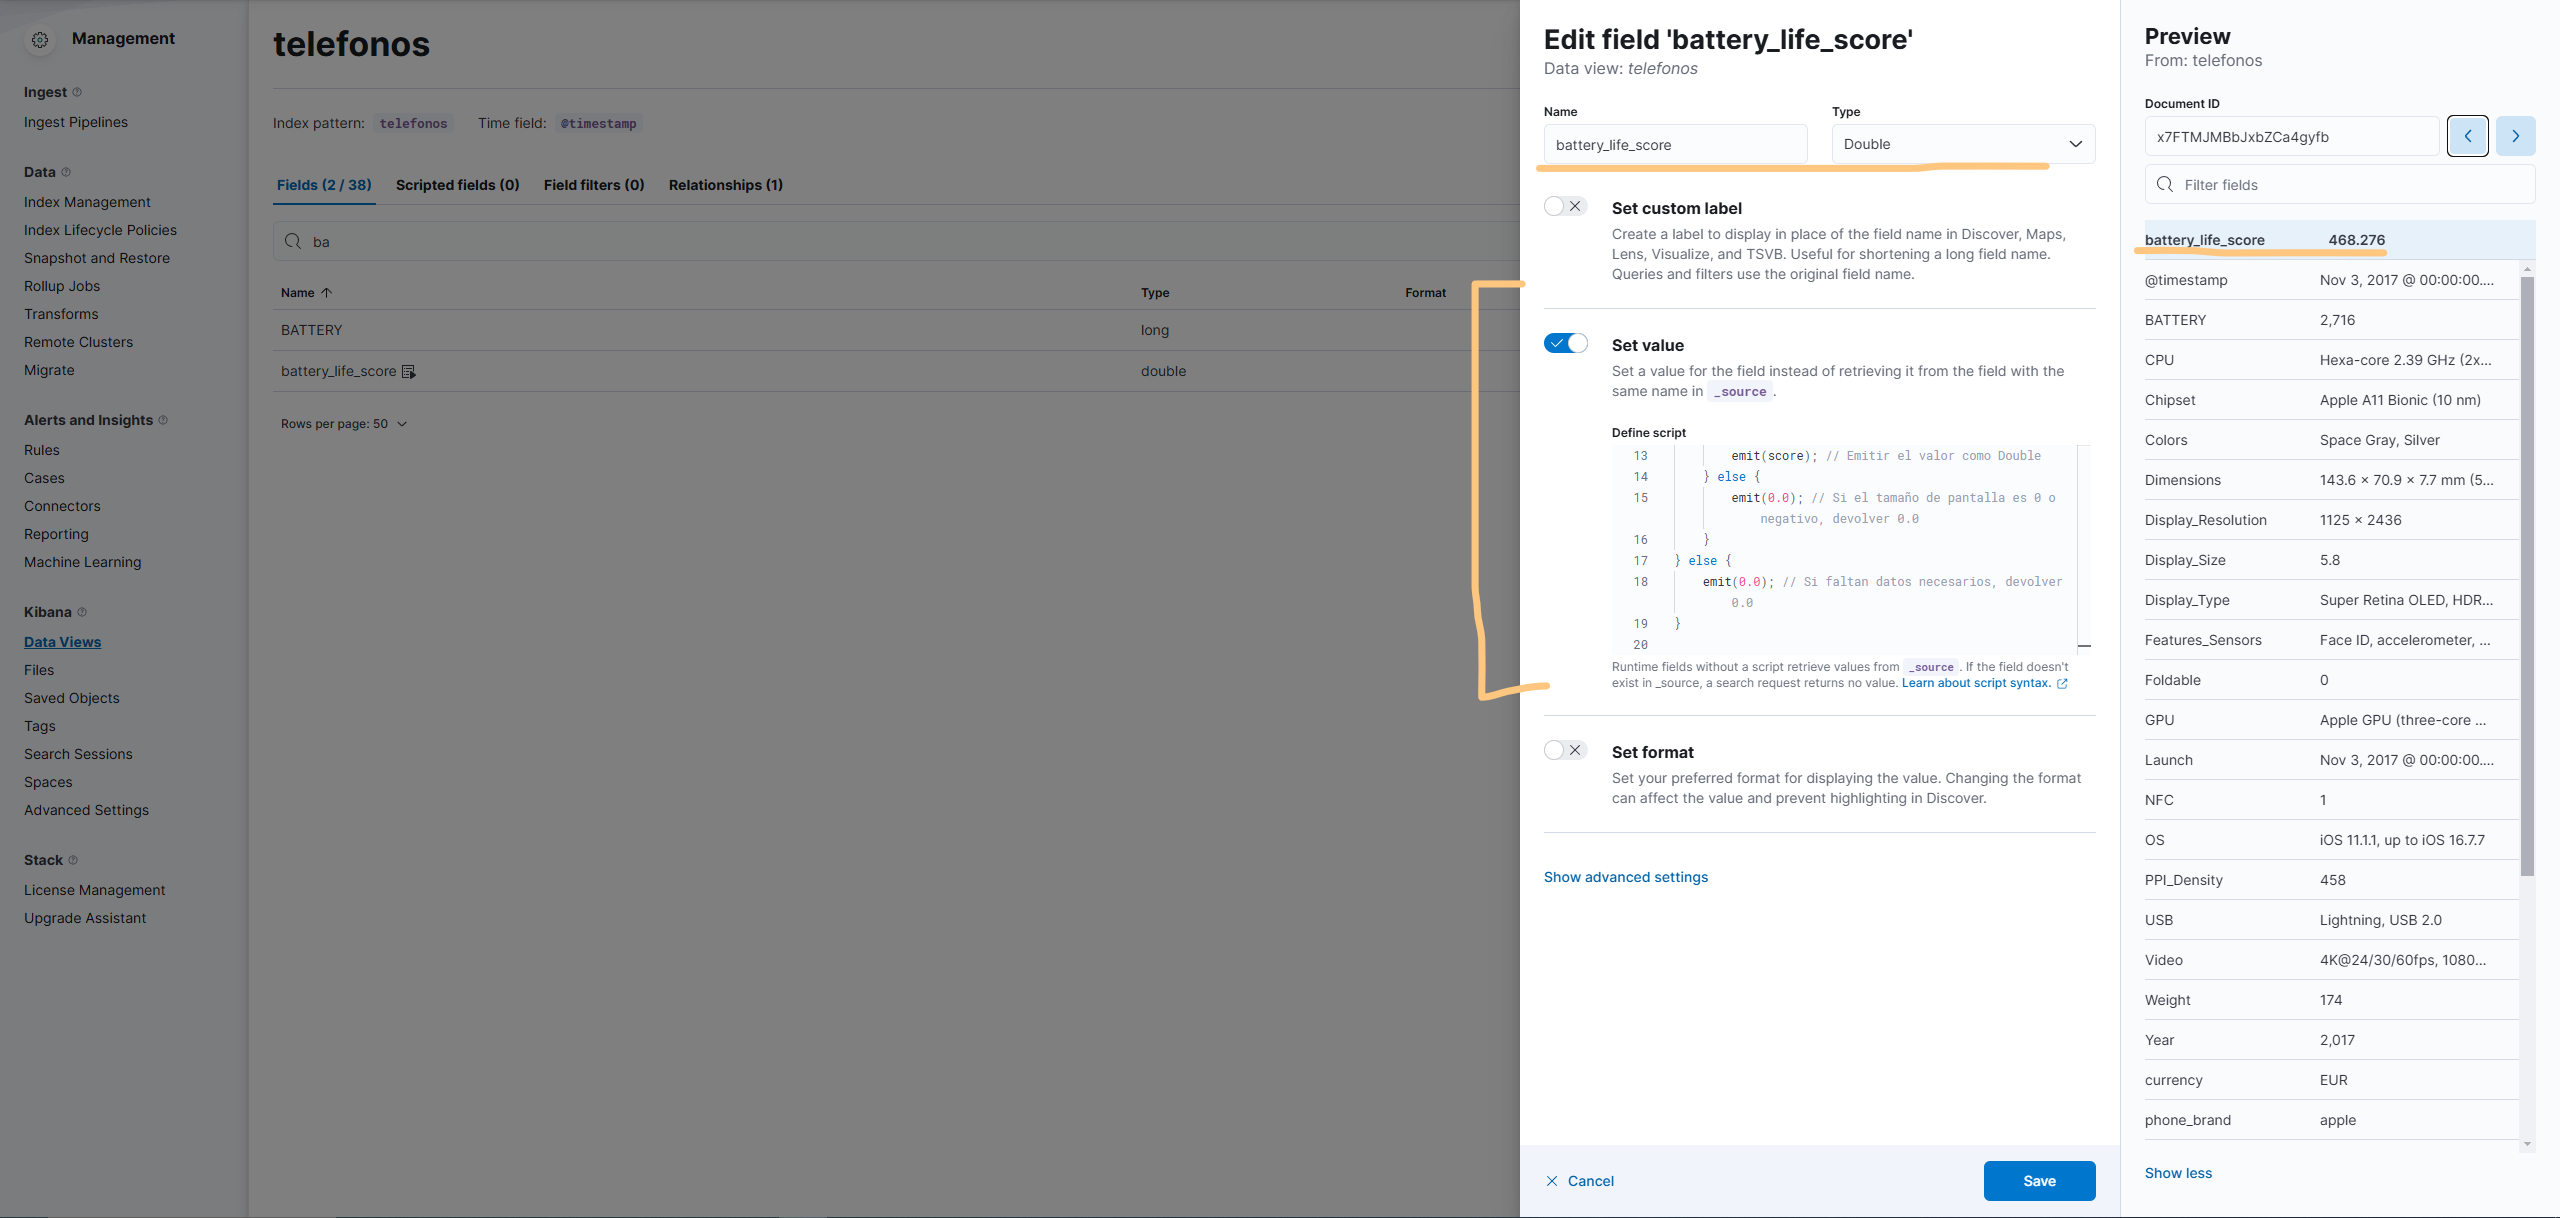 Management
Ingest
Ingest Pipelines
Data
Index Management
Index Lifecycle Policies
Snapshot and Restore
Rollup Jobs
Transforms
Remote Clusters
Migrate
Alerts and Insights
Rules
Cases
Connectors
Reporting
Machine Learning
Kibana
Data Views
Files
Saved Objects
Tags
Search Sessions
Spaces
Advanced Settings
Stack
License Management
Upgrade Assistant
telefonos
Index pattern: telefonos Time field: @timestamp
Fields (2 / 38) Scripted fields (0) Field filters (0) Relationships (1)
ba
Name Type Format
BATTERY long
battery_life_score double
Rows per page: 50
Edit field 'battery_life_score'
Data view: telefonos
Name Type
battery_life_score Double
Set custom label
Create a label to display in place of the field name in Discover, Maps,
Lens, Visualize, and TSVB. Useful for shortening a long field name.
Queries and filters use the original field name.
Set value
Set a value for the field instead of retrieving it from the field with the
same name in _source .
Define script
13 emit(score); // Emitir el valor como Double
14 } else {
15 emit(0.0); // Si el tamaño de pantalla es 0 o
negativo, devolver 0.0
16 }
17 } else {
18 emit(0.0); // Si faltan datos necesarios, devolver
0.0
19 }
20
Runtime fields without a script retrieve values from _source . If the field doesn't
exist in _source, a search request returns no value. Learn about script syntax.
Set format
Set your preferred format for displaying the value. Changing the format
can affect the value and prevent highlighting in Discover.
Show advanced settings
Cancel
Save
Preview
From: telefonos
Document ID
x7FTMJMBbJxbZCa4gyfb
Filter fields
battery_life_score 468.276
@timestamp Nov 3, 2017 @ 00:00:00....
BATTERY 2,716
CPU Hexa-core 2.39 GHz (2x...
Chipset Apple A11 Bionic (10 nm)
Colors Space Gray, Silver
Dimensions 143.6 x 70.9 x 7.7 mm (5...
Display_Resolution 1125 x 2436
Display_Size 5.8
Display_Type Super Retina OLED, HDR...
Features_Sensors Face ID, accelerometer, ...
Foldable 0
GPU Apple GPU (three-core ...
Launch Nov 3, 2017 @ 00:00:00....
NFC 1
OS iOS 11.1.1, up to iOS 16.7.7
PPI_Density 458
USB Lightning, USB 2.0
Video 4K@24/30/60fps, 1080...
Weight 174
Year 2,017
currency EUR
phone_brand apple
Show less